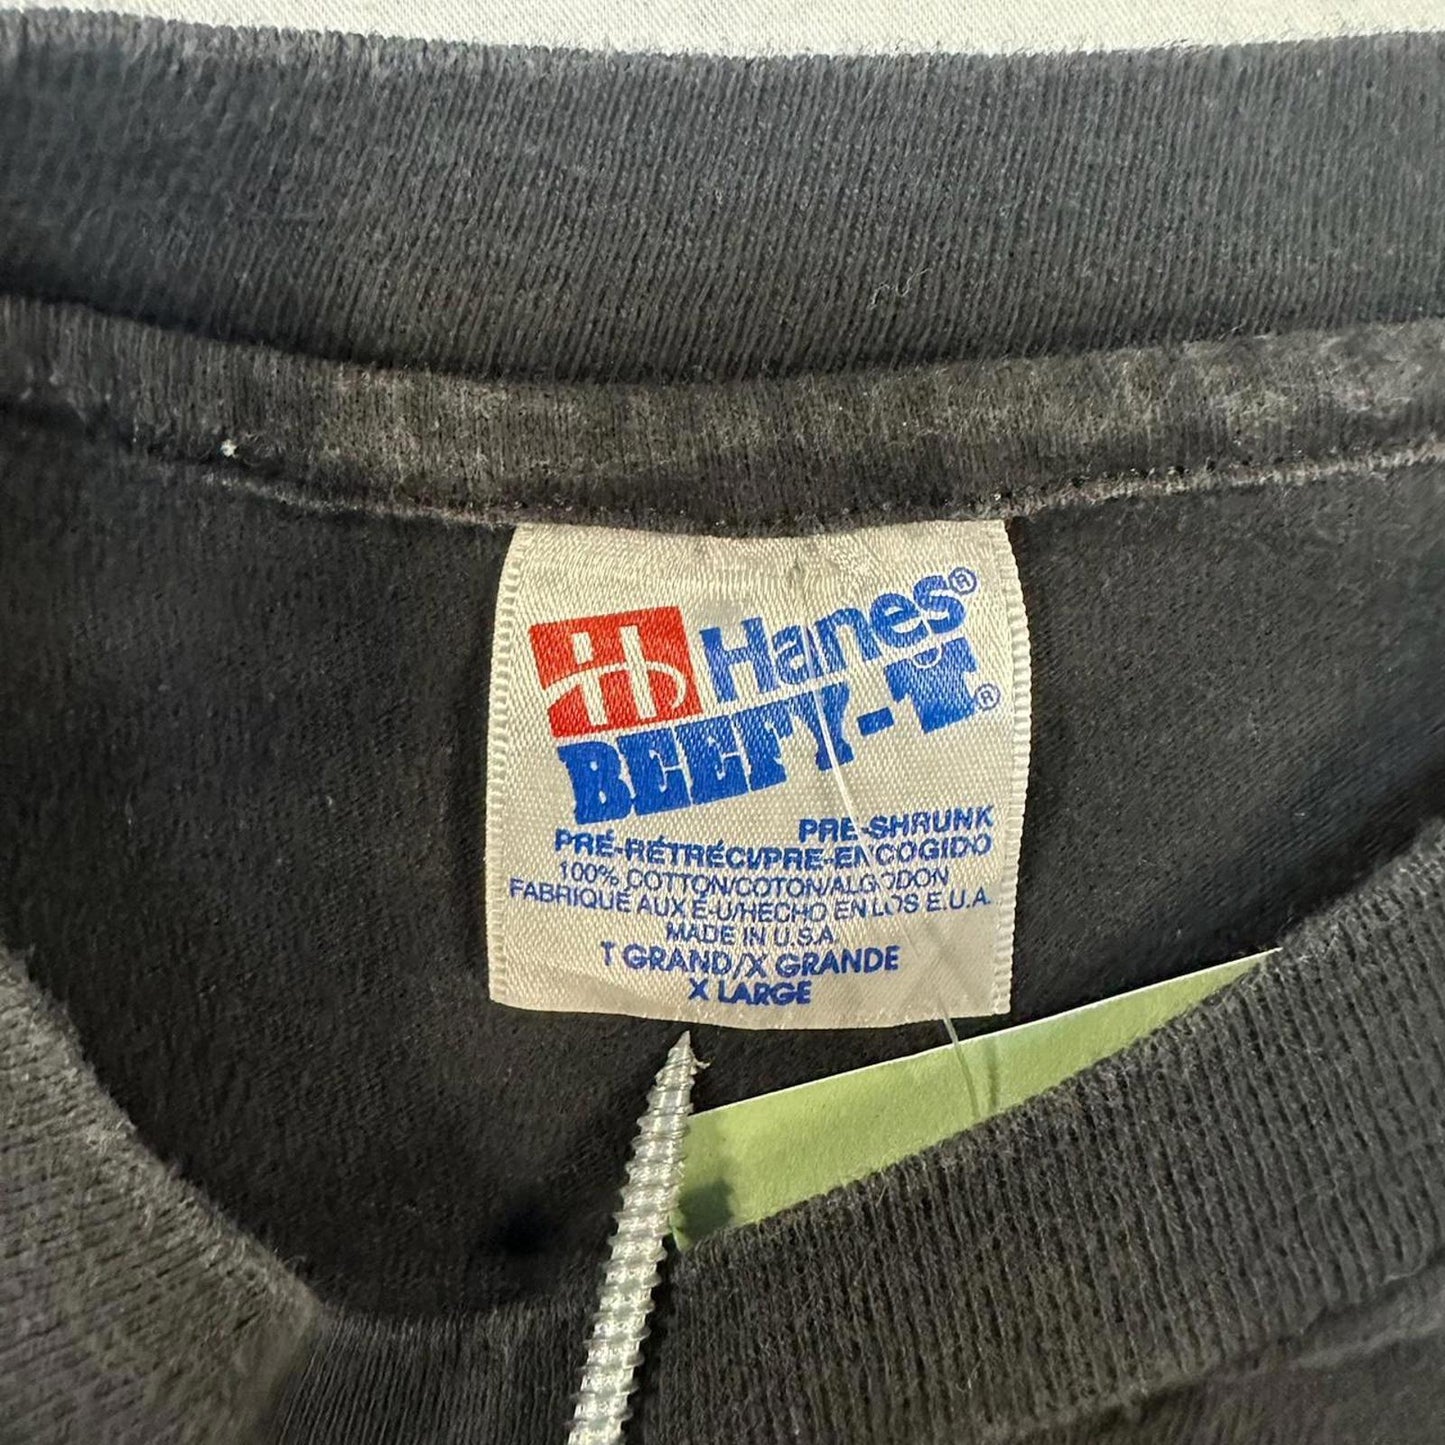 Hanes®
BEEFY-T®
PRE-SHRUNK
PRÉ-RÉTRÉCI/PRE-ENCOGIDO
100% COTTON/COTON/ALGODON
FABRIQUÉ AUX É-U/HECHO EN LOS E.U.A.
MADE IN U.S.A.
T GRAND/X GRANDE
X LARGE